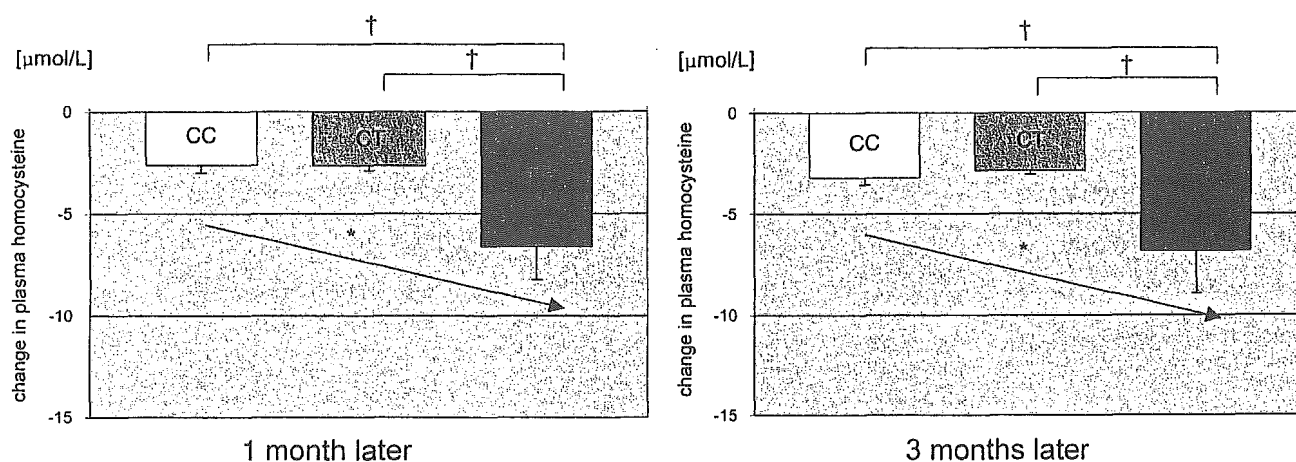 †
†
[μmol/L]
change in plasma homocysteine
0
-5
-10
-15
CC
CT
*
1 month later
†
†
[μmol/L]
change in plasma homocysteine
0
-5
-10
-15
CC
CT
*
3 months later